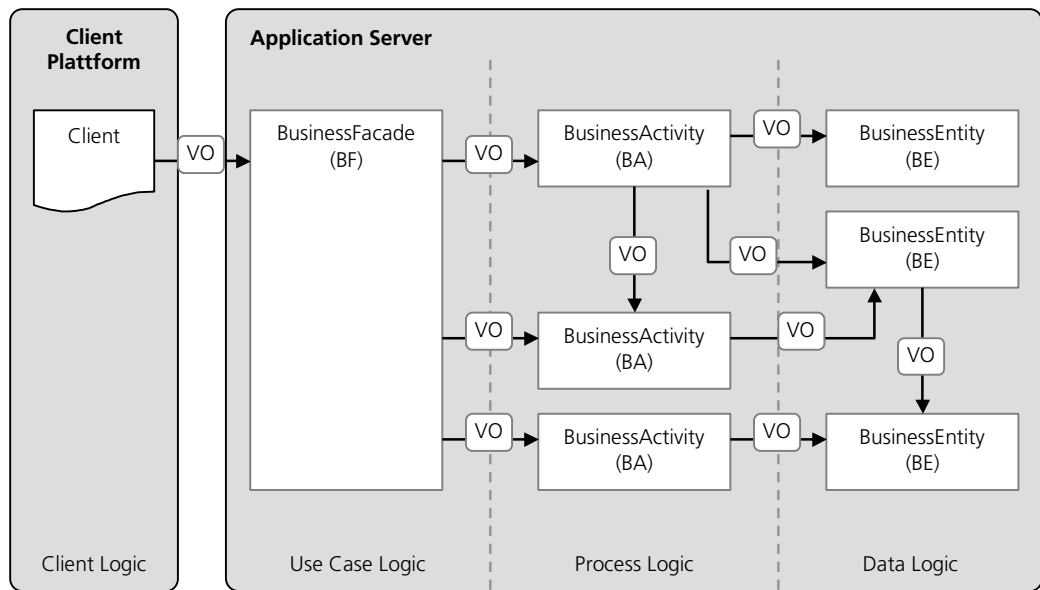 Client
Plattform
Application Server
Client
VO
BusinessFacade
(BF)
VO
BusinessActivity
(BA)
VO
BusinessEntity
(BE)
VO
VO
BusinessEntity
(BE)
VO
BusinessActivity
(BA)
VO
VO
VO
BusinessActivity
(BA)
VO
BusinessEntity
(BE)
Client Logic
Use Case Logic
Process Logic
Data Logic